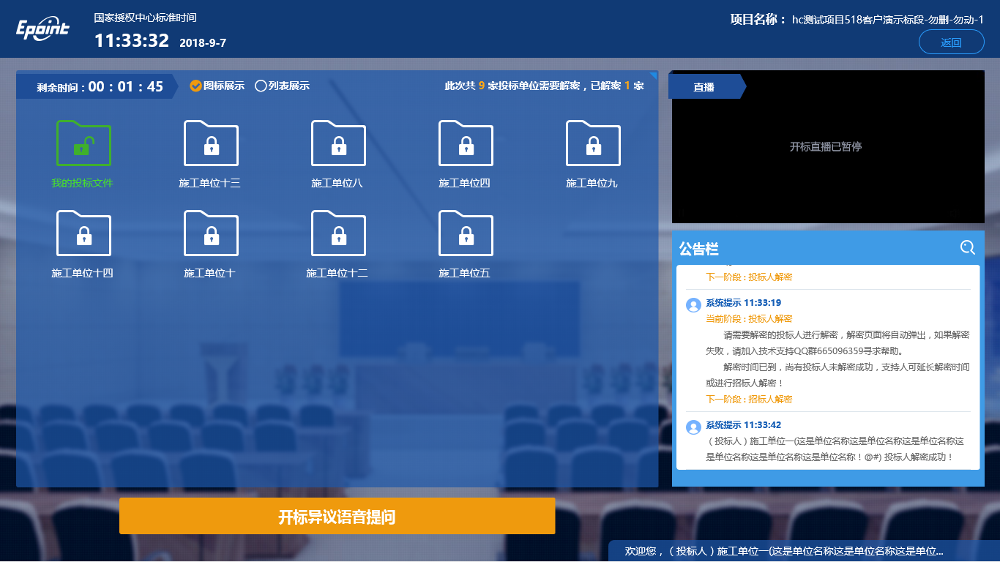 Epoint
国家授权中心标准时间
11:33:32 2018-9-7
项目名称： hc测试项目518客户演示标段-勿删-勿动-1
返回
剩余时间 : 00 : 01 : 45
图标展示 列表展示
此次共 9 家投标单位需要解密，已解密 1 家
我的投标文件 施工单位十三 施工单位八 施工单位四 施工单位九
施工单位十四 施工单位十 施工单位十二 施工单位五
开标异议语音提问
直播
开标直播已暂停
公告栏
下一阶段 : 投标人解密
系统提示 11:33:19
当前阶段 : 投标人解密
请需要解密的投标人进行解密，解密页面将自动弹出，如果解密
失败，请加入技术支持QQ群665096359寻求帮助。
解密时间已到，尚有投标人未解密成功，支持人可延长解密时间
或进行招标人解密！
下一阶段 : 招标人解密
系统提示 11:33:42
（ 投标人 ）施工单位一(这是单位名称这是单位名称这是单位名称这
是单位名称这是单位名称这是单位名称！@#) 投标人解密成功！
欢迎您，（ 投标人 ）施工单位一(这是单位名称这是单位名称这是单位...